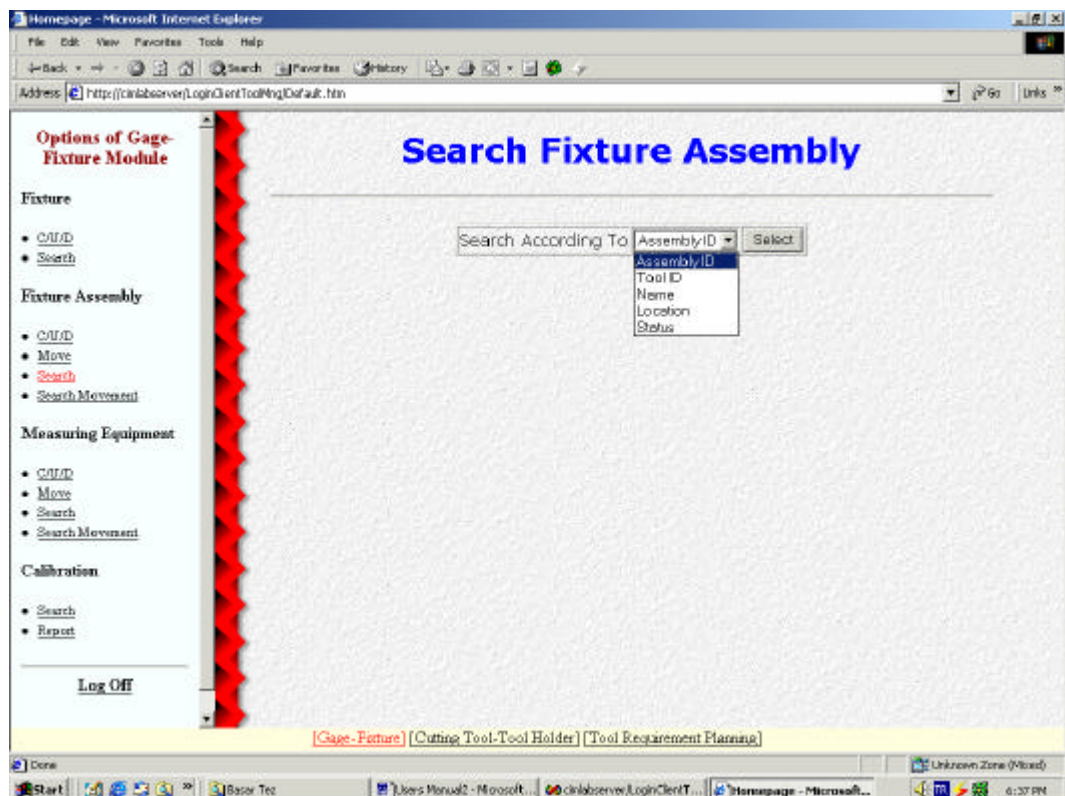 Homepage - Microsoft Internet Explorer
File Edit View Favorites Tools Help
Back Search Favorites History
Address http://cimlabserver/LoginClientToolMng/Default.htm Go Links »
Options of Gage-
Fixture Module
Fixture
C/U/D
Search
Fixture Assembly
C/U/D
Move
Search
Search Movement
Measuring Equipment
C/U/D
Move
Search
Search Movement
Calibration
Search
Report
Log Off
Search Fixture Assembly
Search According To AssemblyID Select
AssemblyID
Tool ID
Name
Location
Status
[Gage-Fixture] [Cutting Tool-Tool Holder] [Tool Requirement Planning]
Done Unknown Zone (Mixed)
Start » Basar Tez Users Manual2 - Microsoft... cimlabserver/LoginClientT... Homepage - Microsoft... 6:37 PM